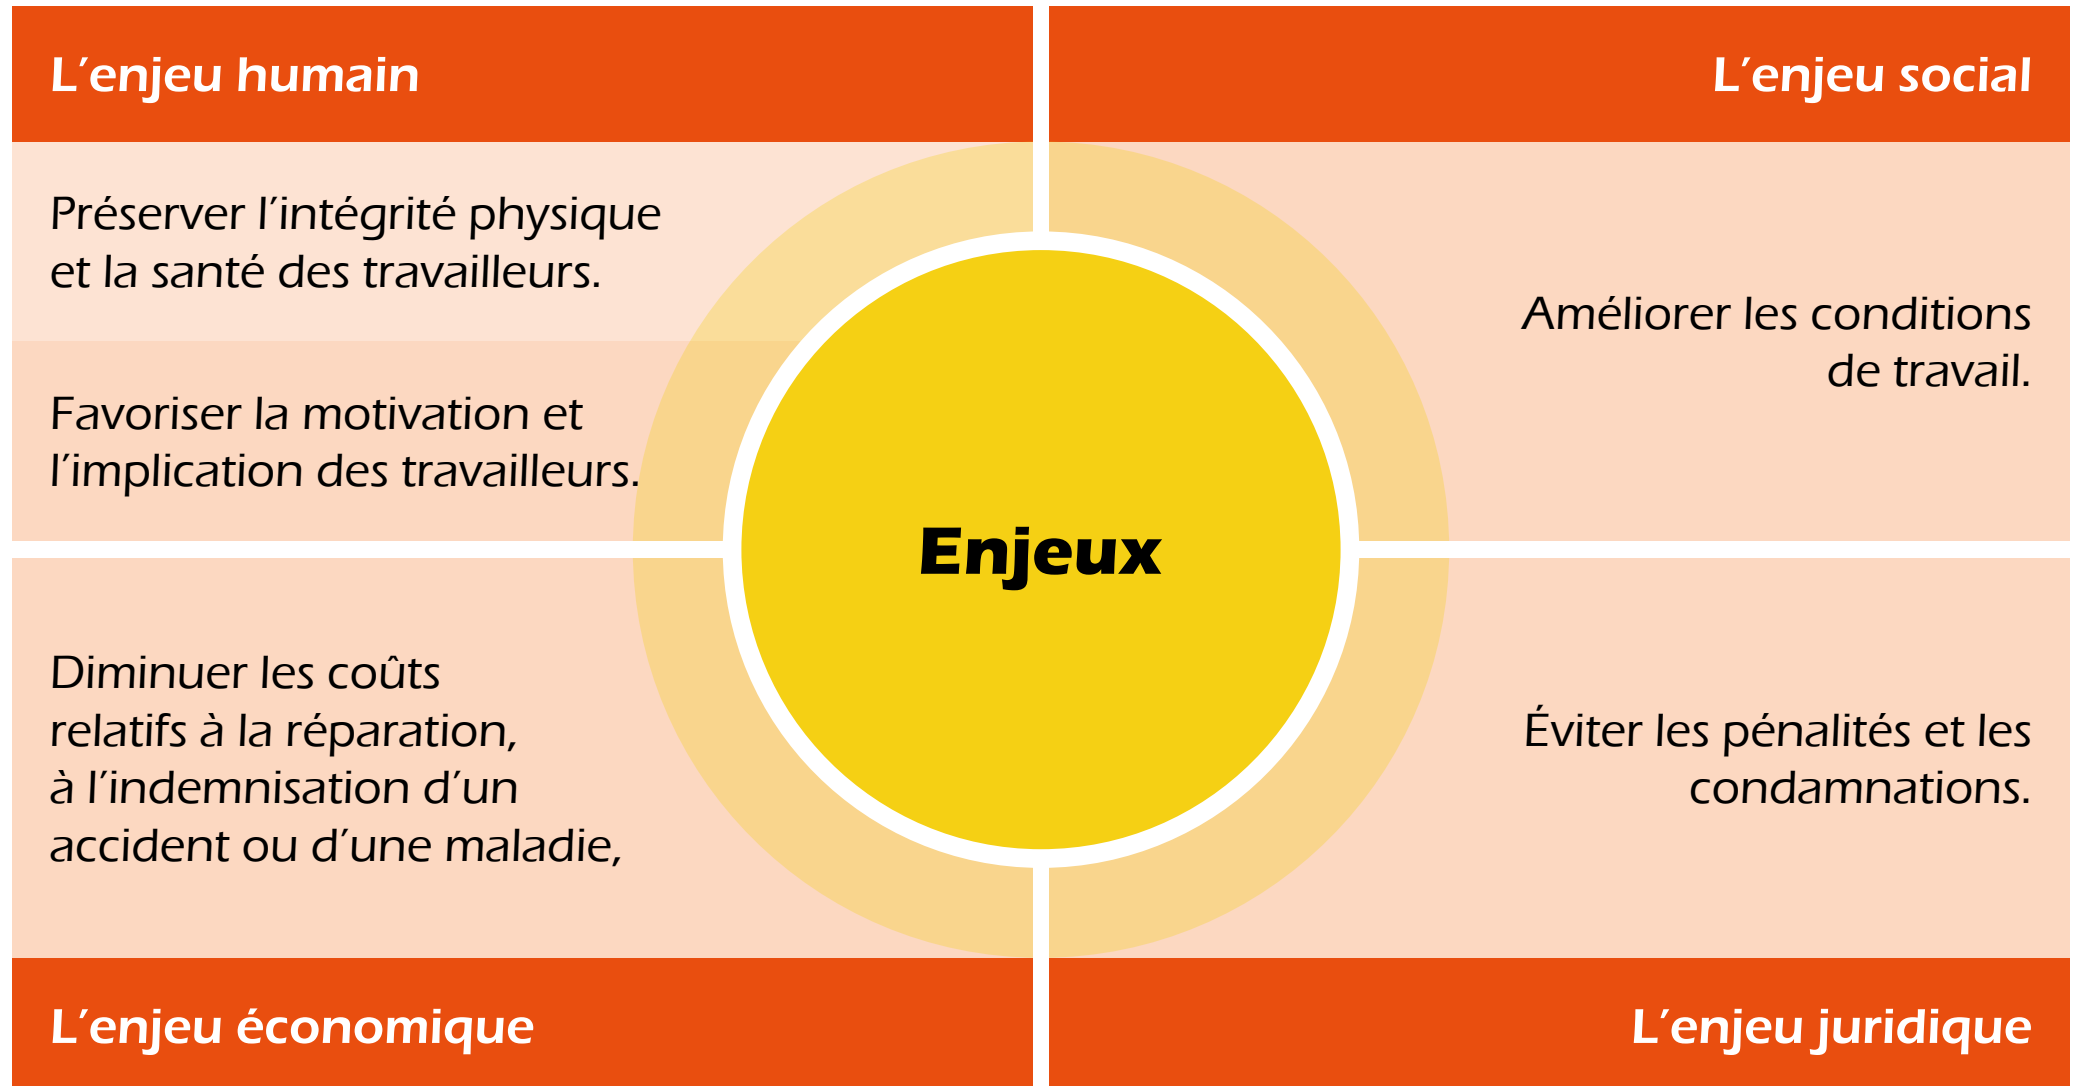 L’enjeu humain
Préserver l’intégrité physique
et la santé des travailleurs.
Favoriser la motivation et
l’implication des travailleurs.
L’enjeu social
Améliorer les conditions
de travail.
Enjeux
Diminuer les coûts
relatifs à la réparation,
à l’indemnisation d’un
accident ou d’une maladie,
L’enjeu économique
Éviter les pénalités et les
condamnations.
L’enjeu juridique